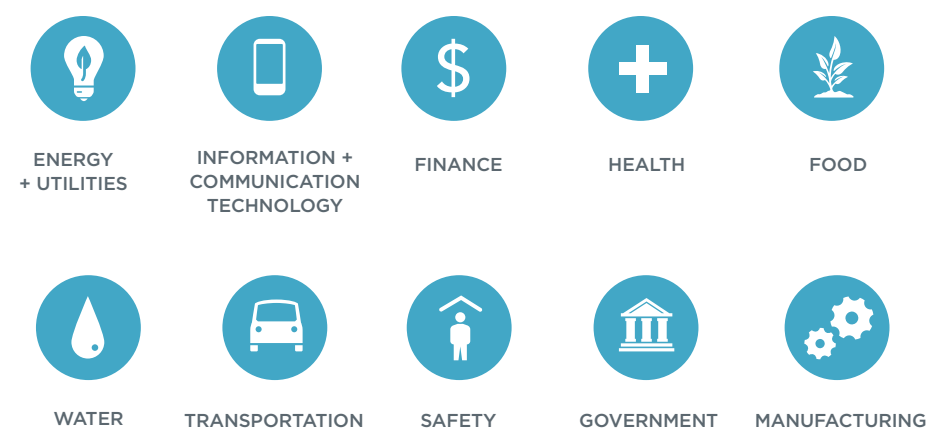 ENERGY
+ UTILITIES
INFORMATION +
COMMUNICATION
TECHNOLOGY
$
FINANCE
HEALTH
FOOD
WATER
TRANSPORTATION
SAFETY
GOVERNMENT
MANUFACTURING